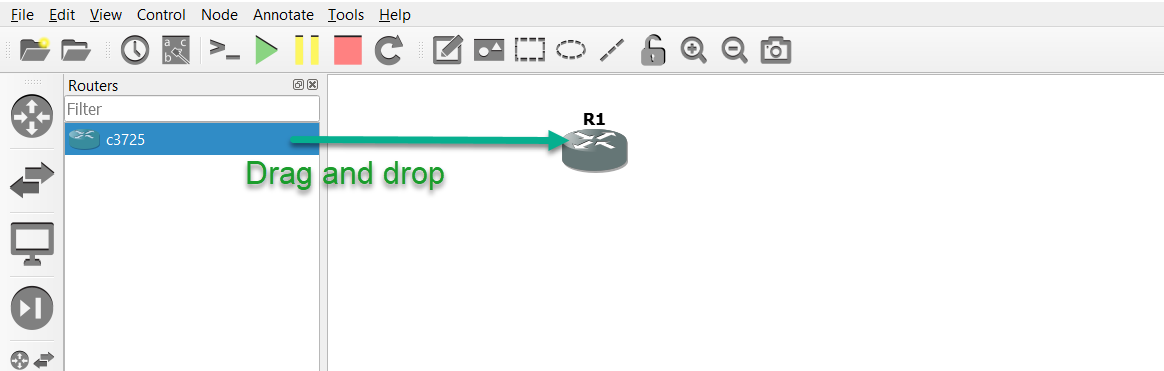 File Edit View Control Node Annotate Tools Help
a c
b
Routers
Filter
R1
c3725
Drag and drop